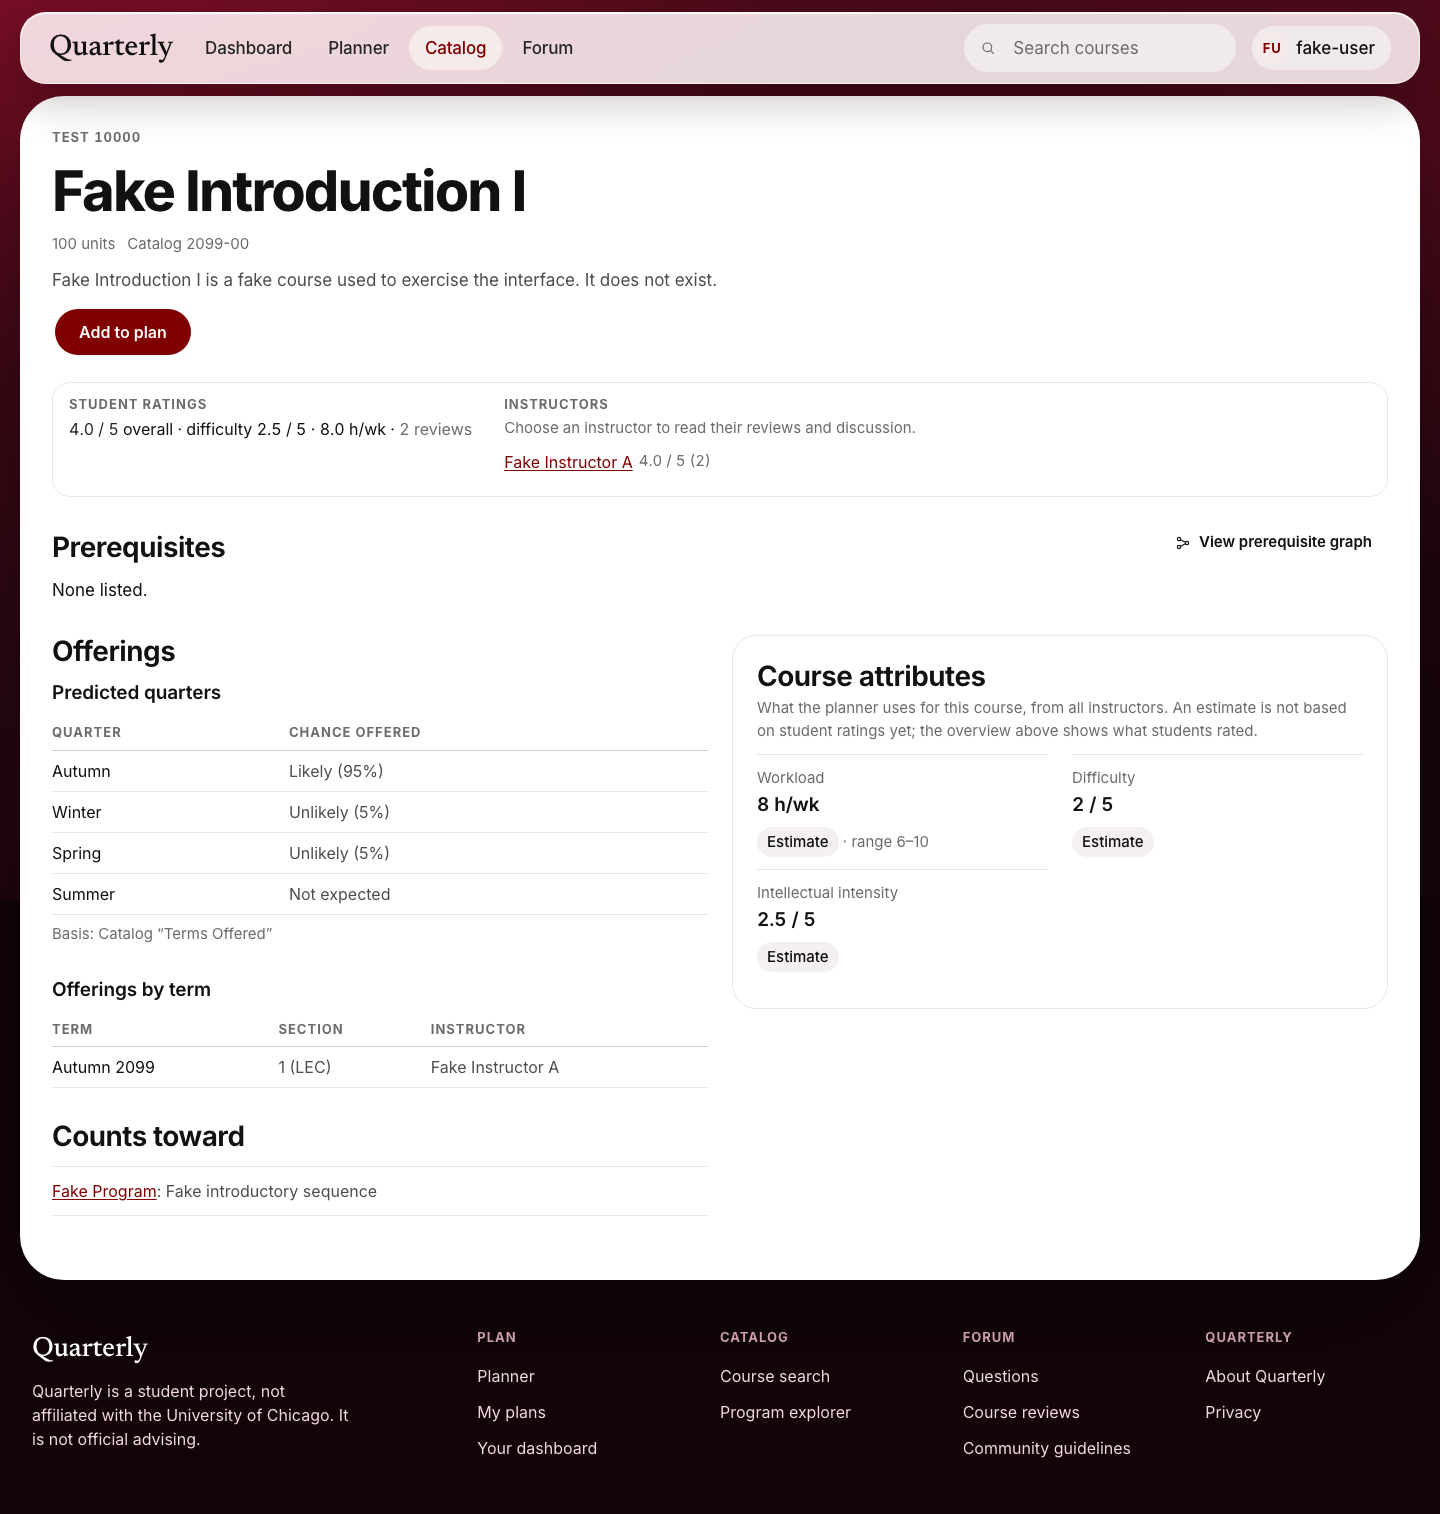 Quarterly
Dashboard
Planner
Catalog
Forum
Search courses
FU
fake-user
TEST 10000
Fake Introduction I
100 units Catalog 2099-00
Fake Introduction I is a fake course used to exercise the interface. It does not exist.
Add to plan
STUDENT RATINGS
4.0 / 5 overall · difficulty 2.5 / 5 · 8.0 h/wk · 2 reviews
INSTRUCTORS
Choose an instructor to read their reviews and discussion.
Fake Instructor A 4.0 / 5 (2)
Prerequisites
View prerequisite graph
None listed.
Offerings
Predicted quarters
QUARTER CHANCE OFFERED
Autumn Likely (95%)
Winter Unlikely (5%)
Spring Unlikely (5%)
Summer Not expected
Basis: Catalog “Terms Offered”
Offerings by term
TERM SECTION INSTRUCTOR
Autumn 2099 1 (LEC) Fake Instructor A
Counts toward
Fake Program: Fake introductory sequence
Course attributes
What the planner uses for this course, from all instructors. An estimate is not based
on student ratings yet; the overview above shows what students rated.
Workload
8 h/wk
Estimate · range 6–10
Difficulty
2 / 5
Estimate
Intellectual intensity
2.5 / 5
Estimate
Quarterly
Quarterly is a student project, not
affiliated with the University of Chicago. It
is not official advising.
PLAN
Planner
My plans
Your dashboard
CATALOG
Course search
Program explorer
FORUM
Questions
Course reviews
Community guidelines
QUARTERLY
About Quarterly
Privacy